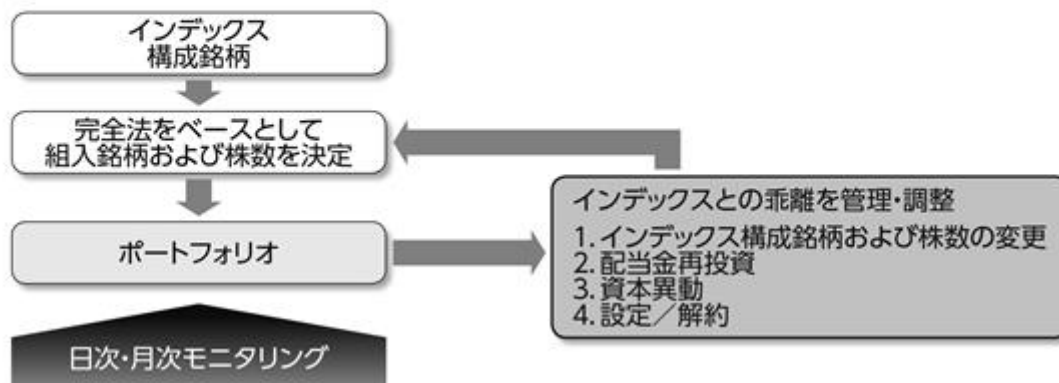 インデックス
構成銘柄
完全法をベースとして
組入銘柄および株数を決定
ポートフォリオ
日次・月次モニタリング
インデックスとの乖離を管理・調整
1.インデックス構成銘柄および株数の変更
2.配当金再投資
3.資本異動
4.設定／解約